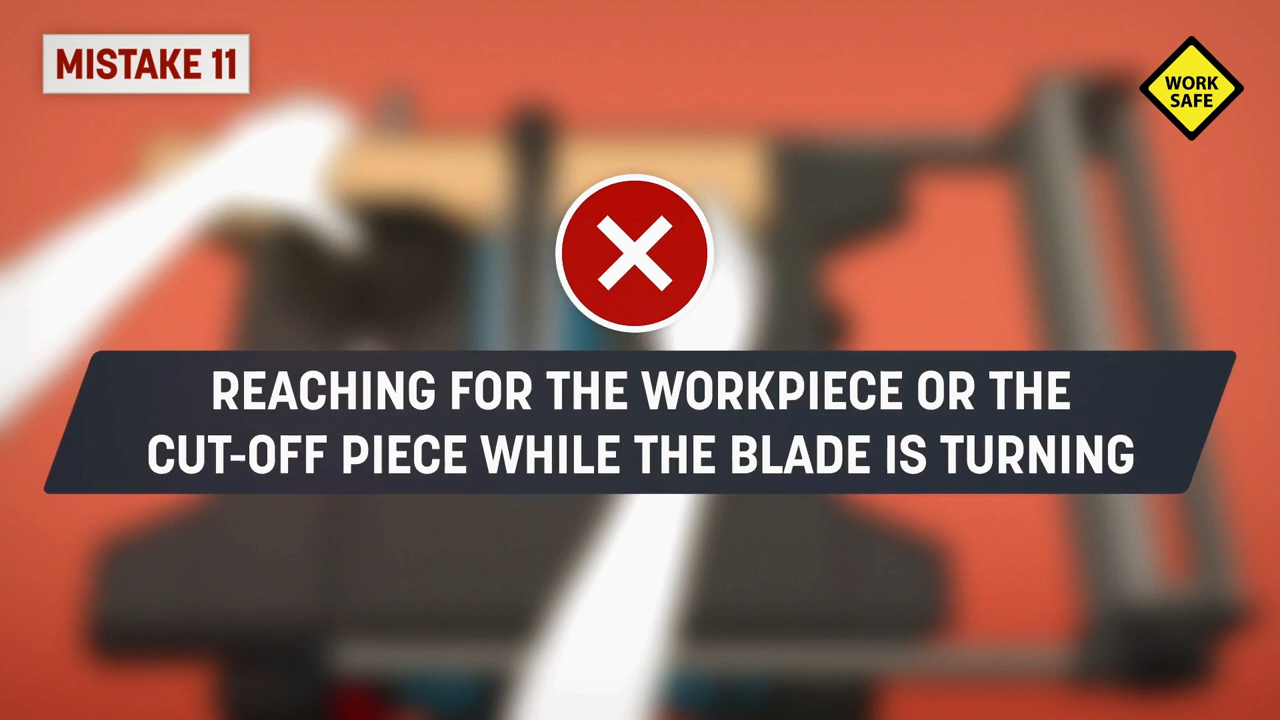 MISTAKE 11
WORK
SAFE
REACHING FOR THE WORKPIECE OR THE
CUT-OFF PIECE WHILE THE BLADE IS TURNING